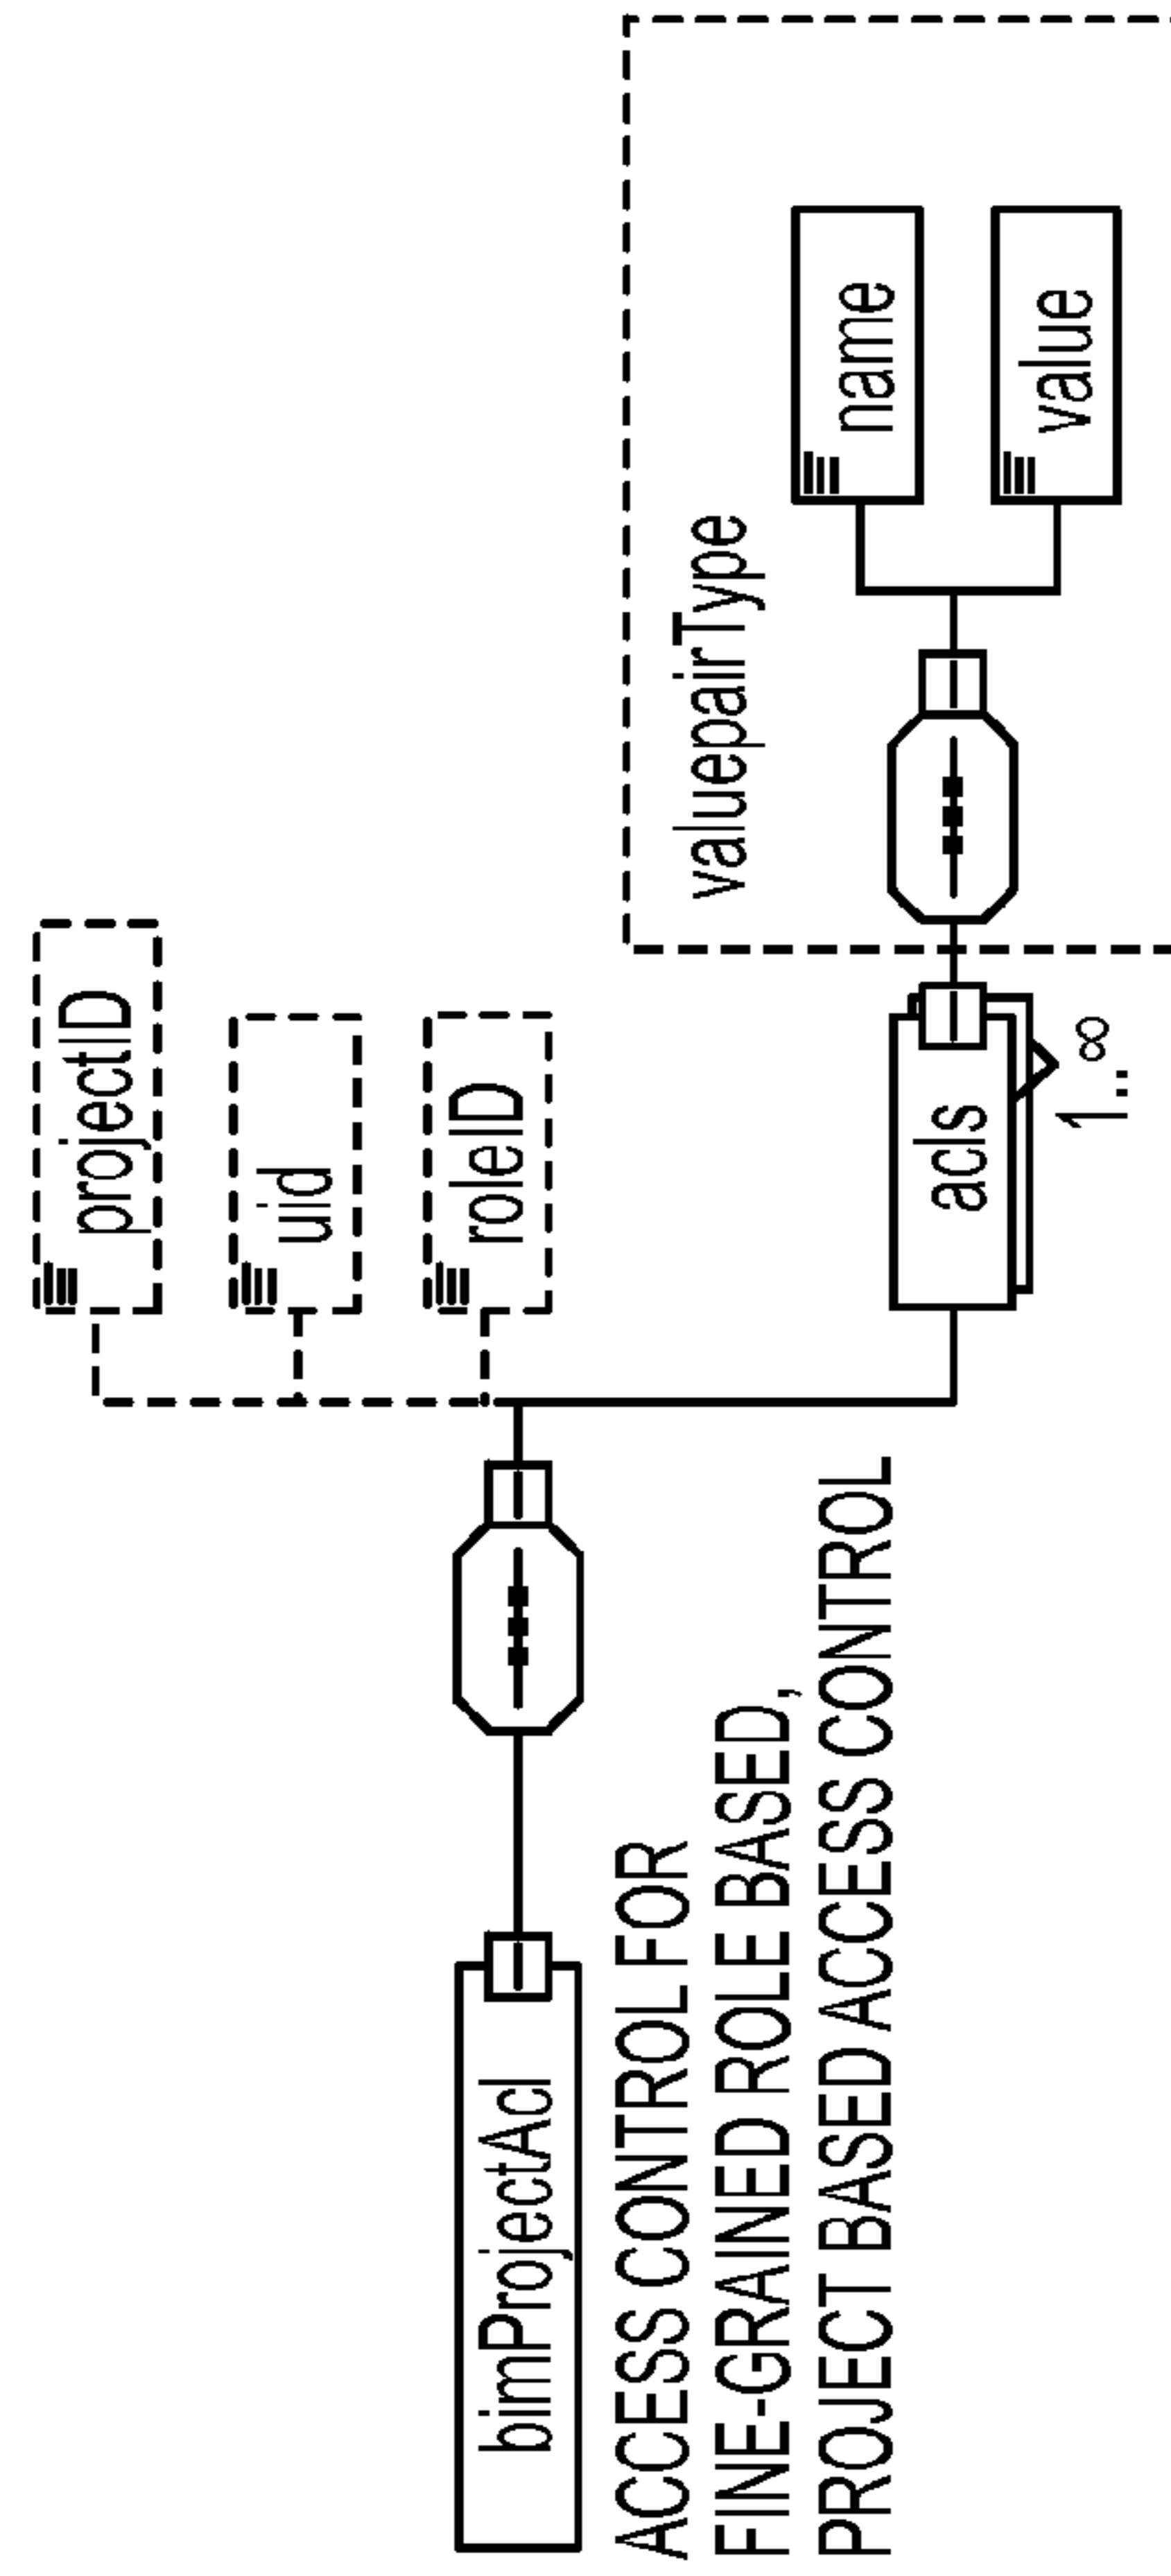 bimProjectAcl
ACCESS CONTROL FOR
FINE-GRAINED ROLE BASED,
PROJECT BASED ACCESS CONTROL
projectID
uid
roleID
acls
1..∞
valuepairType
name
value